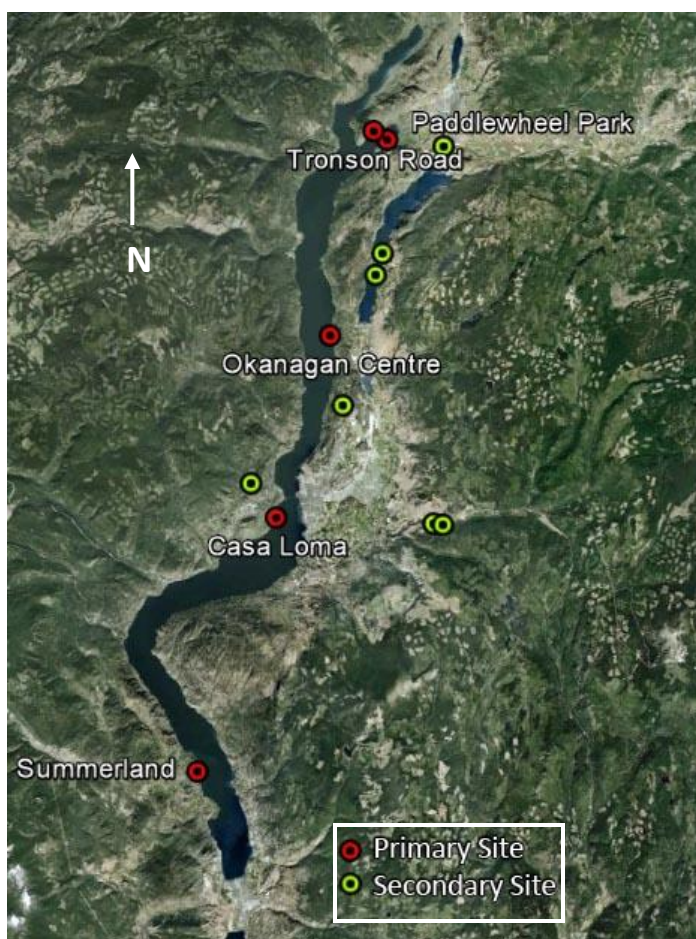 Paddlewheel Park
Tronson Road
N
Okanagan Centre
Casa Loma
Summerland
Primary Site
Secondary Site